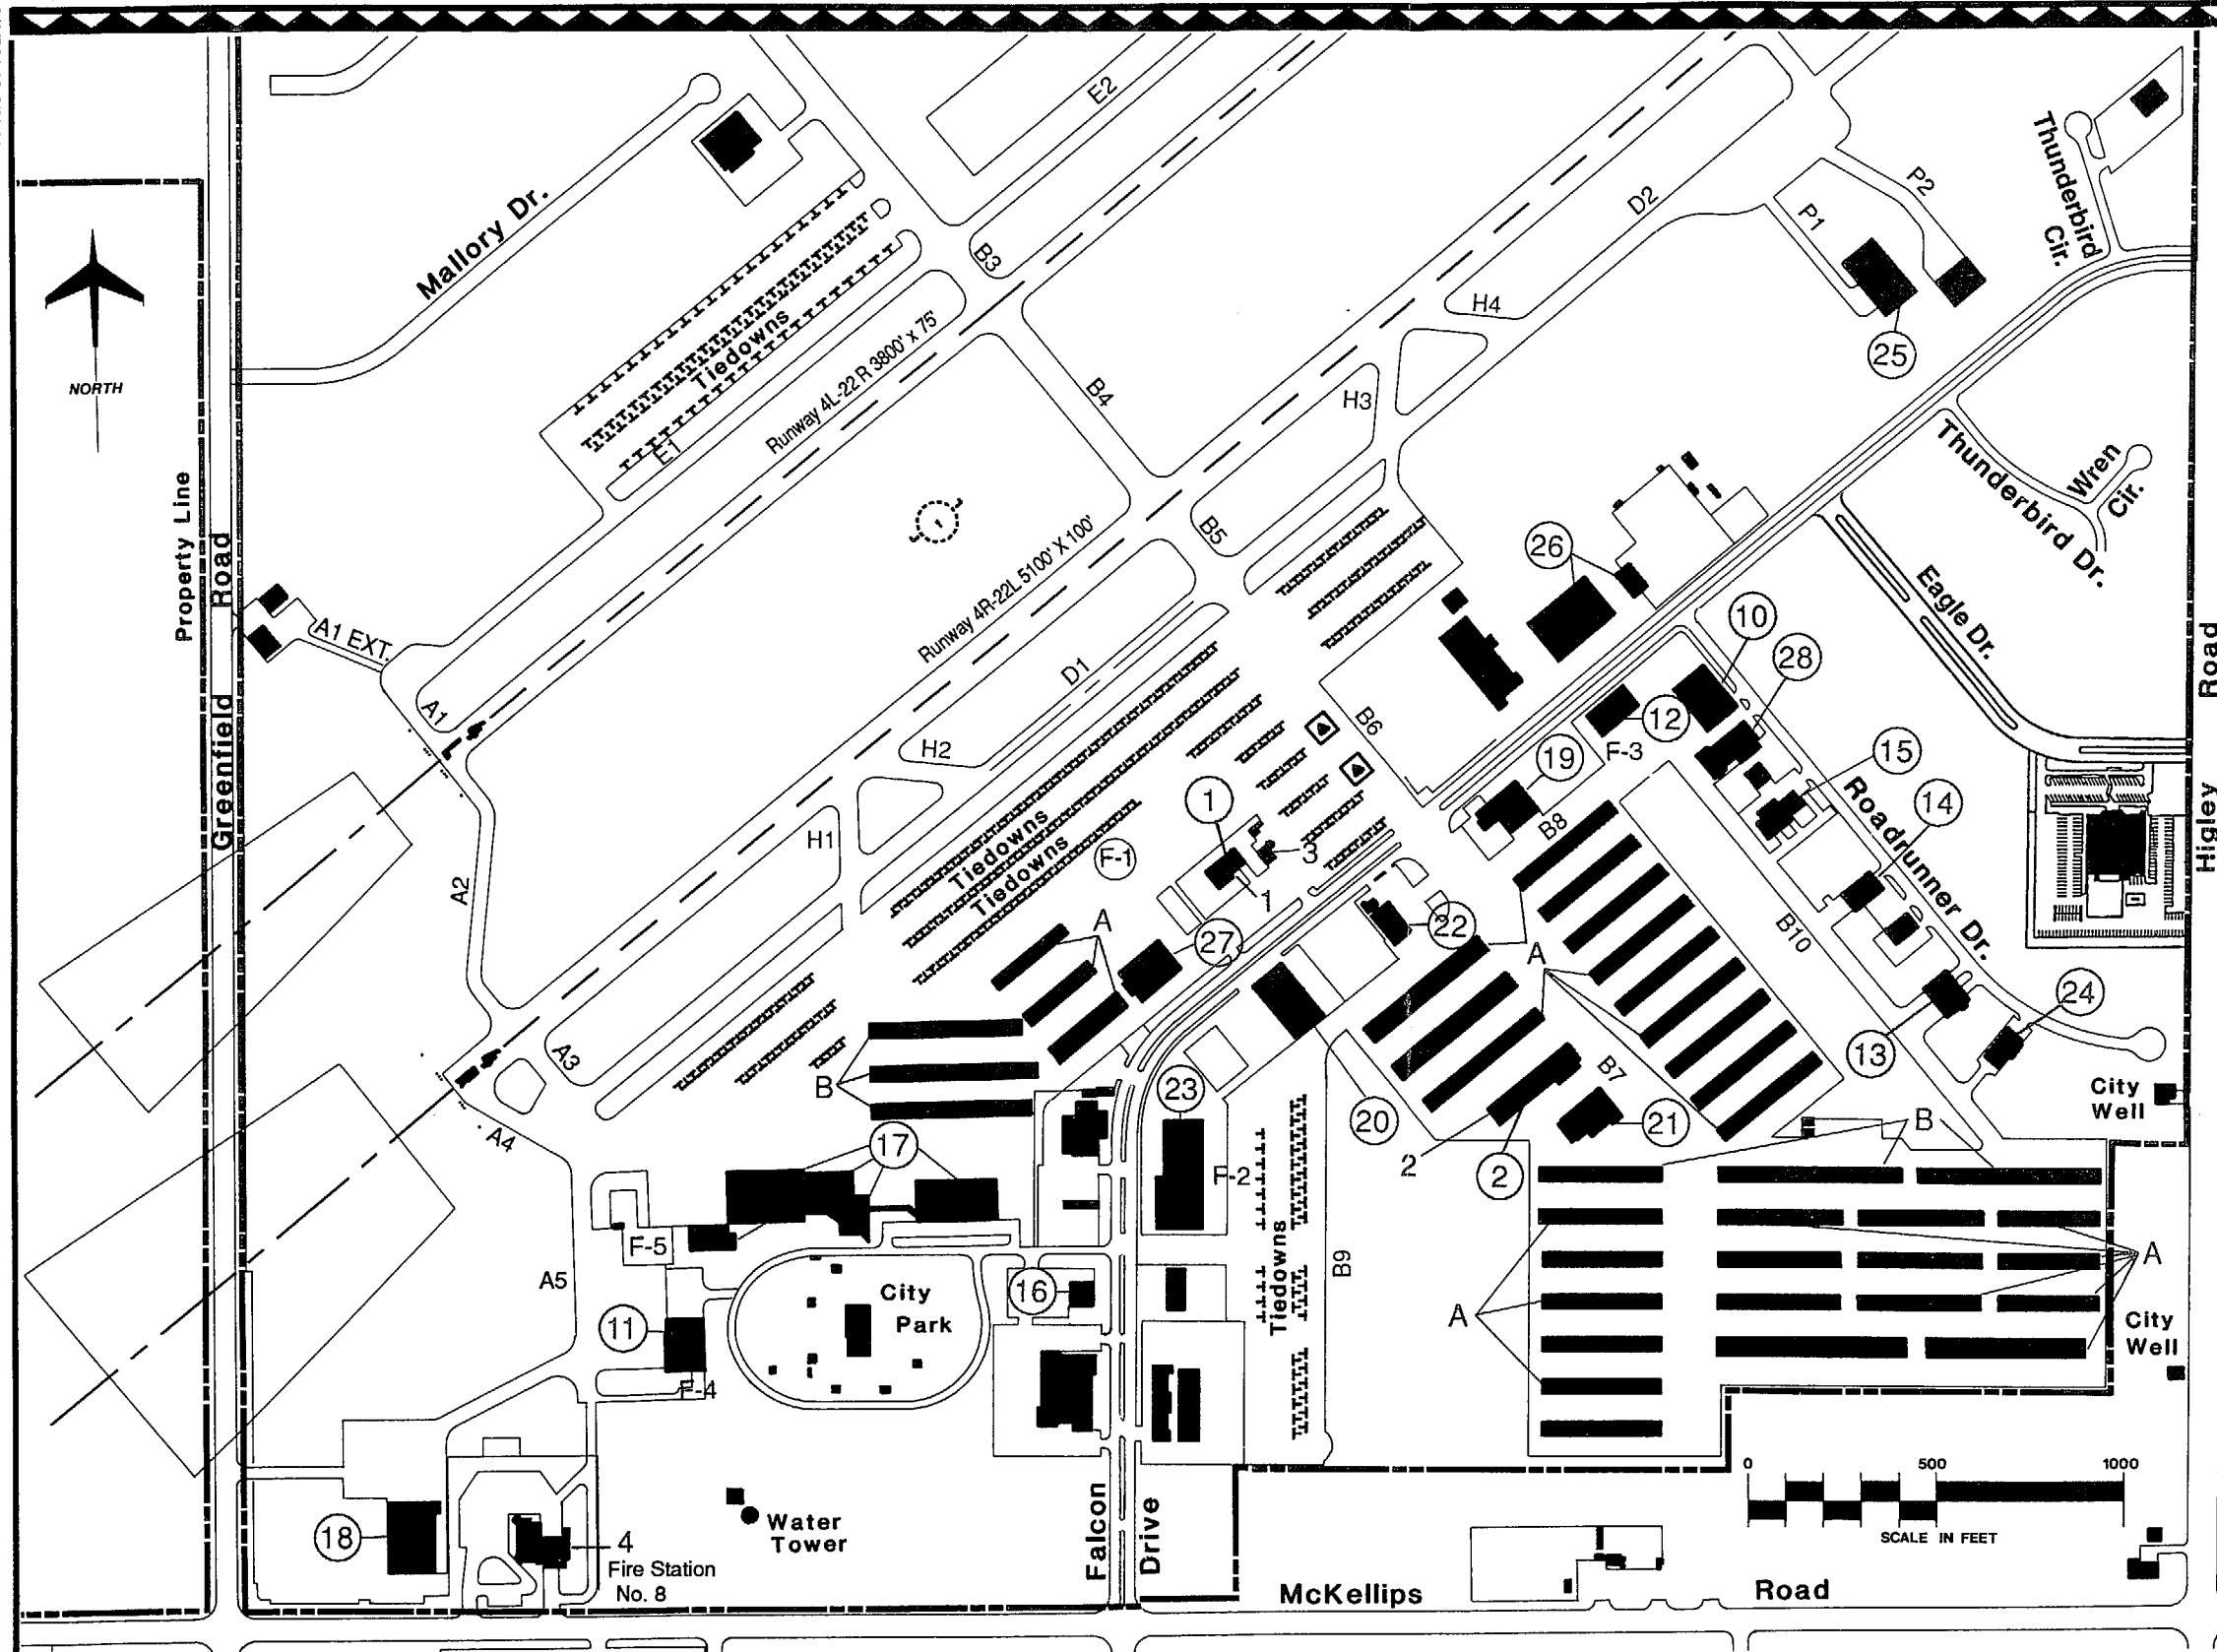 E2
Mallory Dr.
Thunderbird
Cir.
P2
P1
D2
B3
H4
25
NORTH
Tiedowns
Runway 4L-22R 3800' x 75'
E1
B4
H3
Thunderbird Dr.
Wren
Cir.
Property Line
Greenfield Road
B5
26
Runway 4R-22L 5100' X 100'
Eagle Dr.
Higley Road
A1 EXT.
A1
D1
H2
10
28
12
B6
F-3
19
15
Roadrunner Dr.
14
1
3
1
H1
Tiedowns
Tiedowns
F-1
B8
A2
A
27
22
A
B10
24
13
A3
B
23
B7
20
21
City
Well
A4
17
2
2
B
F-2
F-5
A5
City
Park
16
Tiedowns
B9
A
A
City
Well
11
F-4
0 500 1000
SCALE IN FEET
18
4
Fire Station
No. 8
Water
Tower
Falcon
Drive
McKellips Road